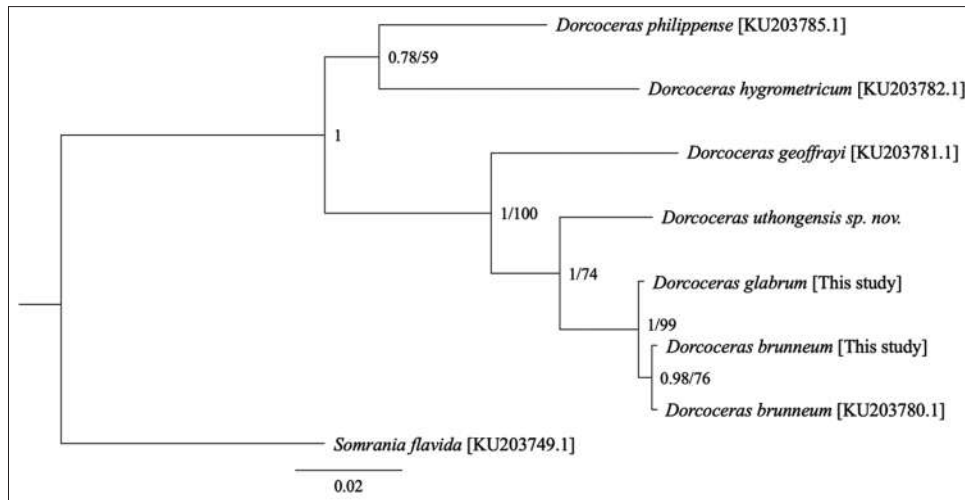 Dorcoceras philippense [KU203785.1]
0.78/59
Dorcoceras hygrometricum [KU203782.1]
1
Dorcoceras geoffrayi [KU203781.1]
1/100
Dorcoceras uthongensis sp. nov.
1/74
Dorcoceras glabrum [This study]
1/99
Dorcoceras brunneum [This study]
0.98/76
Dorcoceras brunneum [KU203780.1]
Somrania flavida [KU203749.1]
0.02